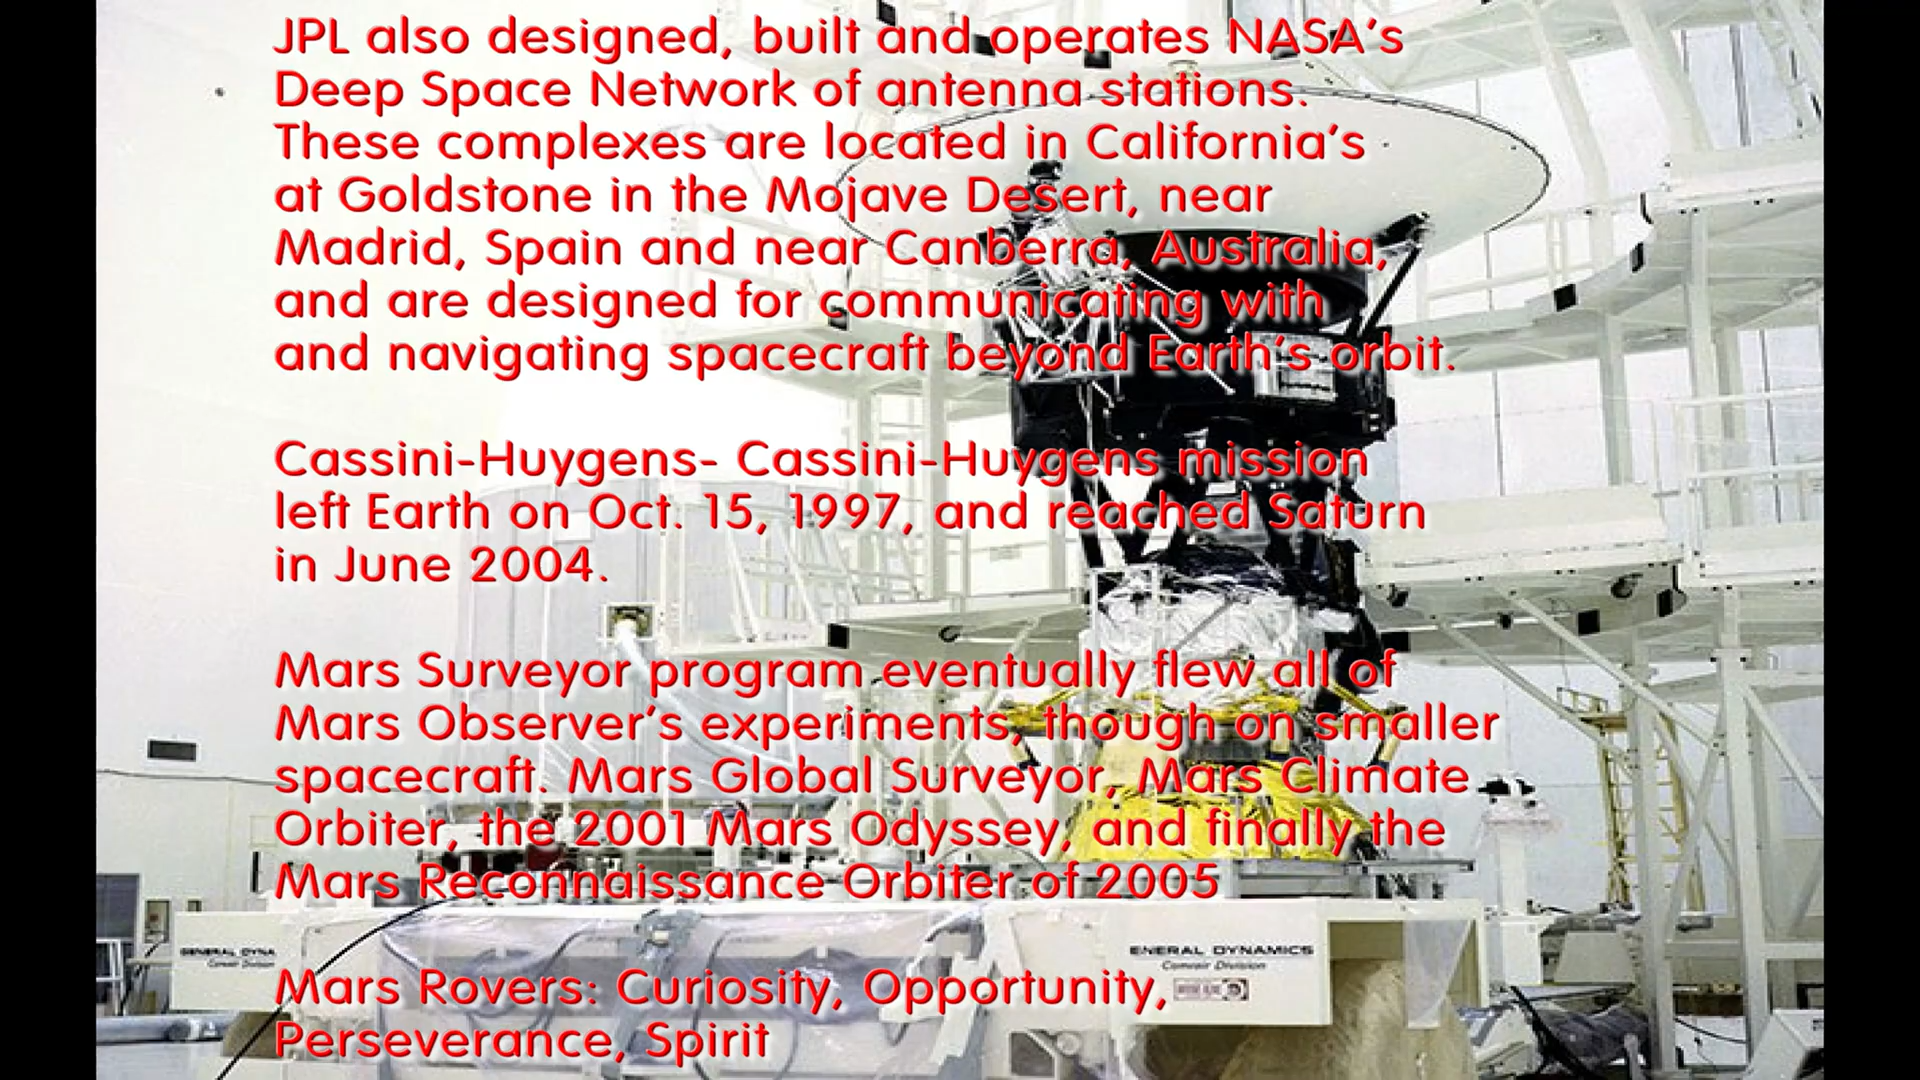 JPL also designed, built and operates NASA's
Deep Space Network of antenna stations.
These complexes are located in California's
at Goldstone in the Mojave Desert, near
Madrid, Spain and near Canberra, Australia,
and are designed for communicating with
and navigating spacecraft beyond Earth's orbit.
Cassini-Huygens- Cassini-Huygens mission
left Earth on Oct. 15, 1997, and reached Saturn
in June 2004.
Mars Surveyor program eventually flew all of
Mars Observer's experiments, though on smaller
spacecraft. Mars Global Surveyor, Mars Climate
Orbiter, the 2001 Mars Odyssey, and finally the
Mars Reconnaissance Orbiter of 2005
GENERAL DYNA
Convair Division
ENERAL DYNAMICS
Convair Division
Mars Rovers: Curiosity, Opportunity,
Perseverance, Spirit